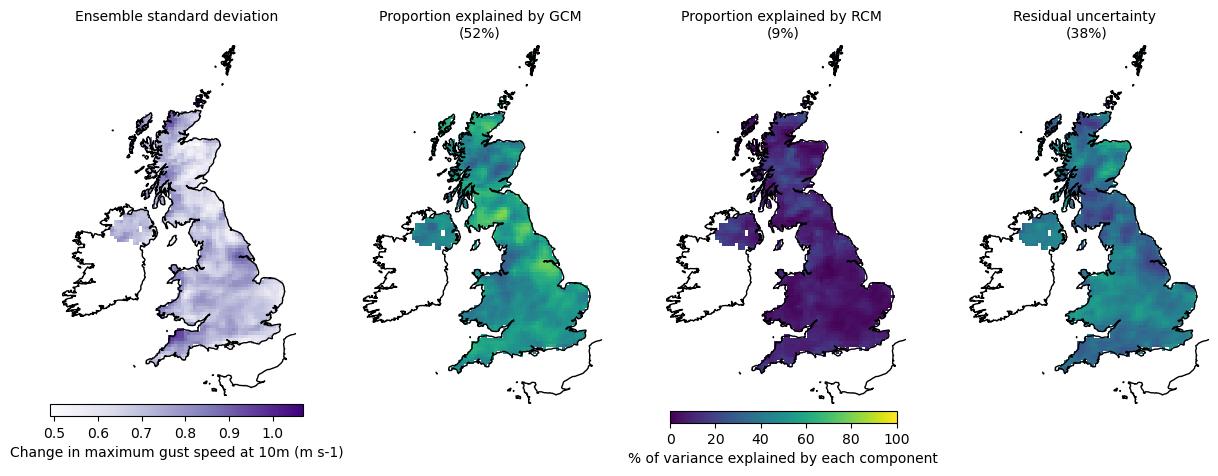 Ensemble standard deviation
Proportion explained by GCM
(52%)
Proportion explained by RCM
(9%)
Residual uncertainty
(38%)
0.5 0.6 0.7 0.8 0.9 1.0
Change in maximum gust speed at 10m (m s-1)
0 20 40 60 80 100
% of variance explained by each component